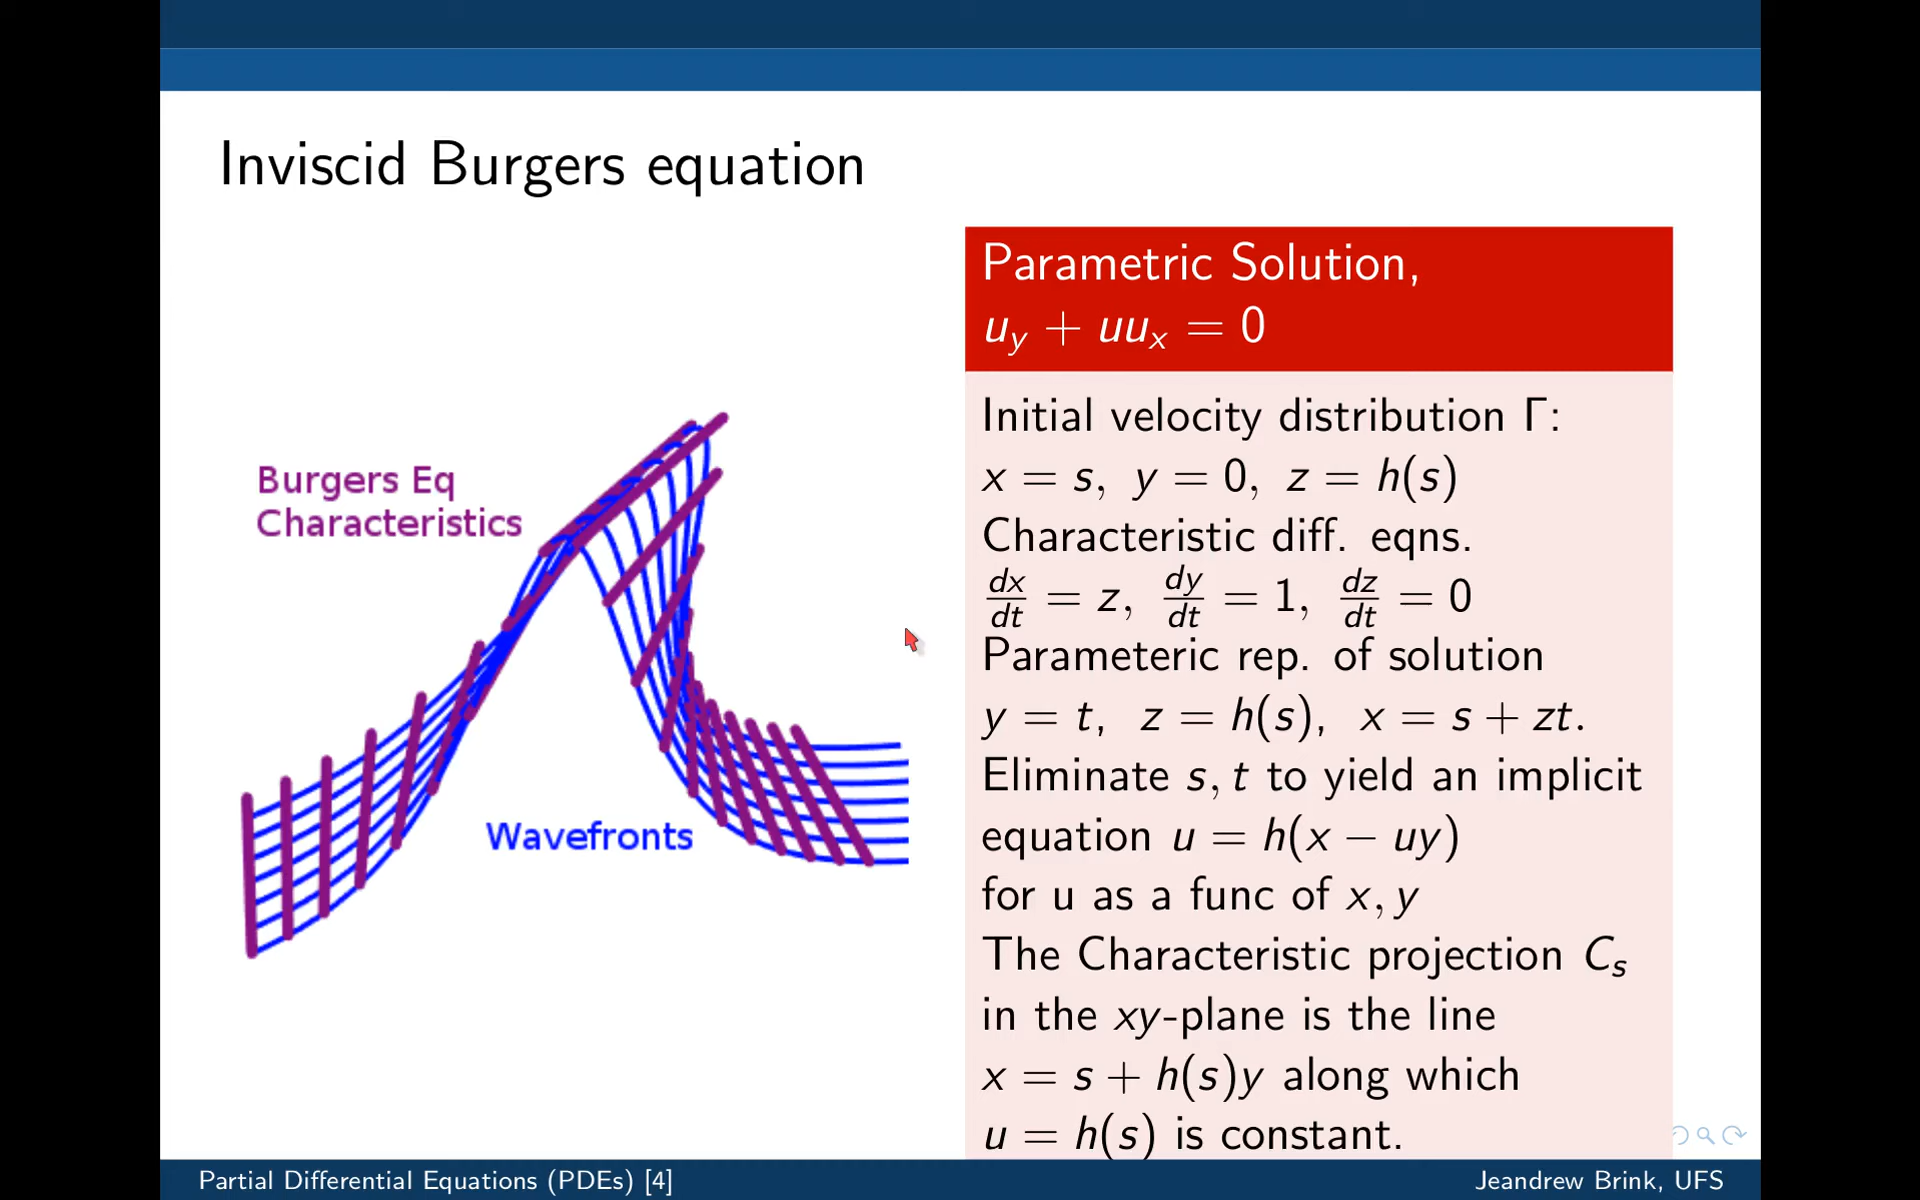 Inviscid Burgers equation
Burgers Eq
Characteristics
Wavefronts
Parametric Solution,
u_y + uu_x = 0
Initial velocity distribution Γ:
x = s, y = 0, z = h(s)
Characteristic diff. eqns.
dx/dt = z, dy/dt = 1, dz/dt = 0
Parameteric rep. of solution
y = t, z = h(s), x = s + zt.
Eliminate s, t to yield an implicit
equation u = h(x − uy)
for u as a func of x, y
The Characteristic projection C_s
in the xy-plane is the line
x = s + h(s)y along which
u = h(s) is constant.
Partial Differential Equations (PDEs) [4]
Jeandrew Brink, UFS